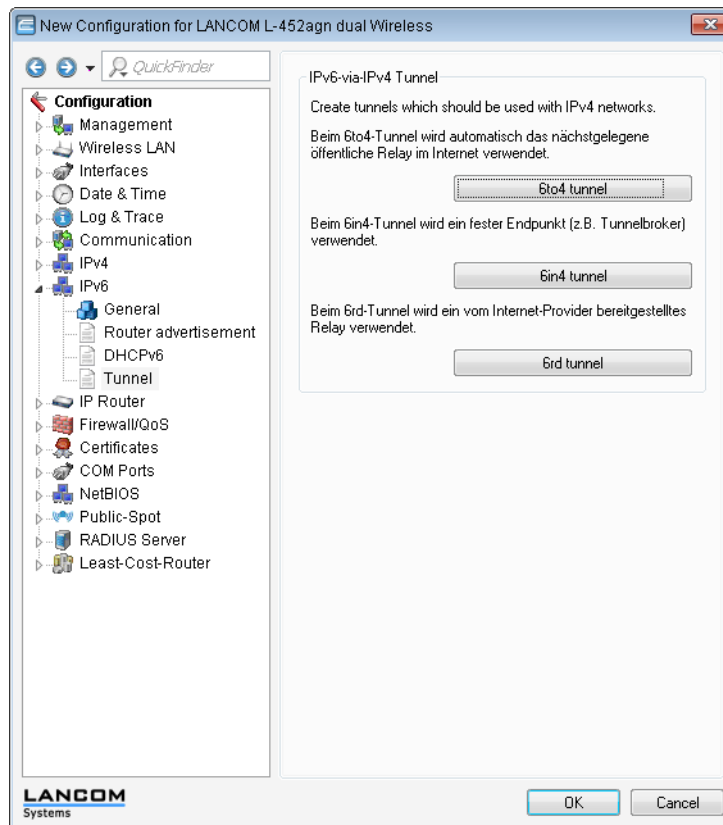 New Configuration for LANCOM L-452agn dual Wireless
QuickFinder
Configuration
Management
Wireless LAN
Interfaces
Date & Time
Log & Trace
Communication
IPv4
IPv6
General
Router advertisement
DHCPv6
Tunnel
IP Router
Firewall/QoS
Certificates
COM Ports
NetBIOS
Public-Spot
RADIUS Server
Least-Cost-Router
IPv6-via-IPv4 Tunnel
Create tunnels which should be used with IPv4 networks.
Beim 6to4-Tunnel wird automatisch das nächstgelegene
öffentliche Relay im Internet verwendet.
6to4 tunnel
Beim 6in4-Tunnel wird ein fester Endpunkt (z.B. Tunnelbroker)
verwendet.
6in4 tunnel
Beim 6rd-Tunnel wird ein vom Internet-Provider bereitgestelltes
Relay verwendet.
6rd tunnel
LANCOM
Systems
OK
Cancel